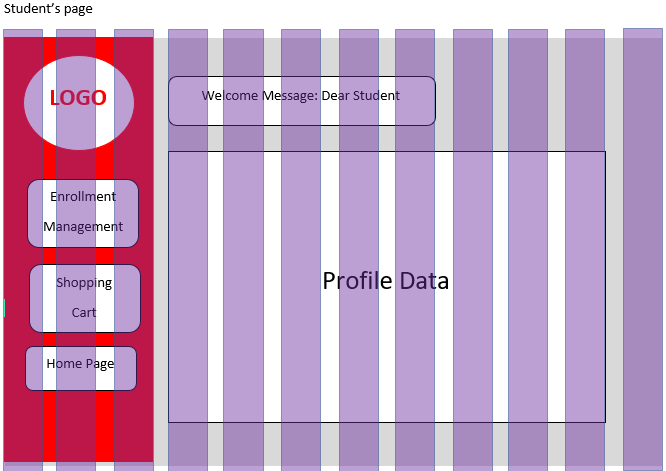 Student’s page
LOGO
Welcome Message: Dear Student
Enrollment
Management
Shopping
Cart
Home Page
Profile Data